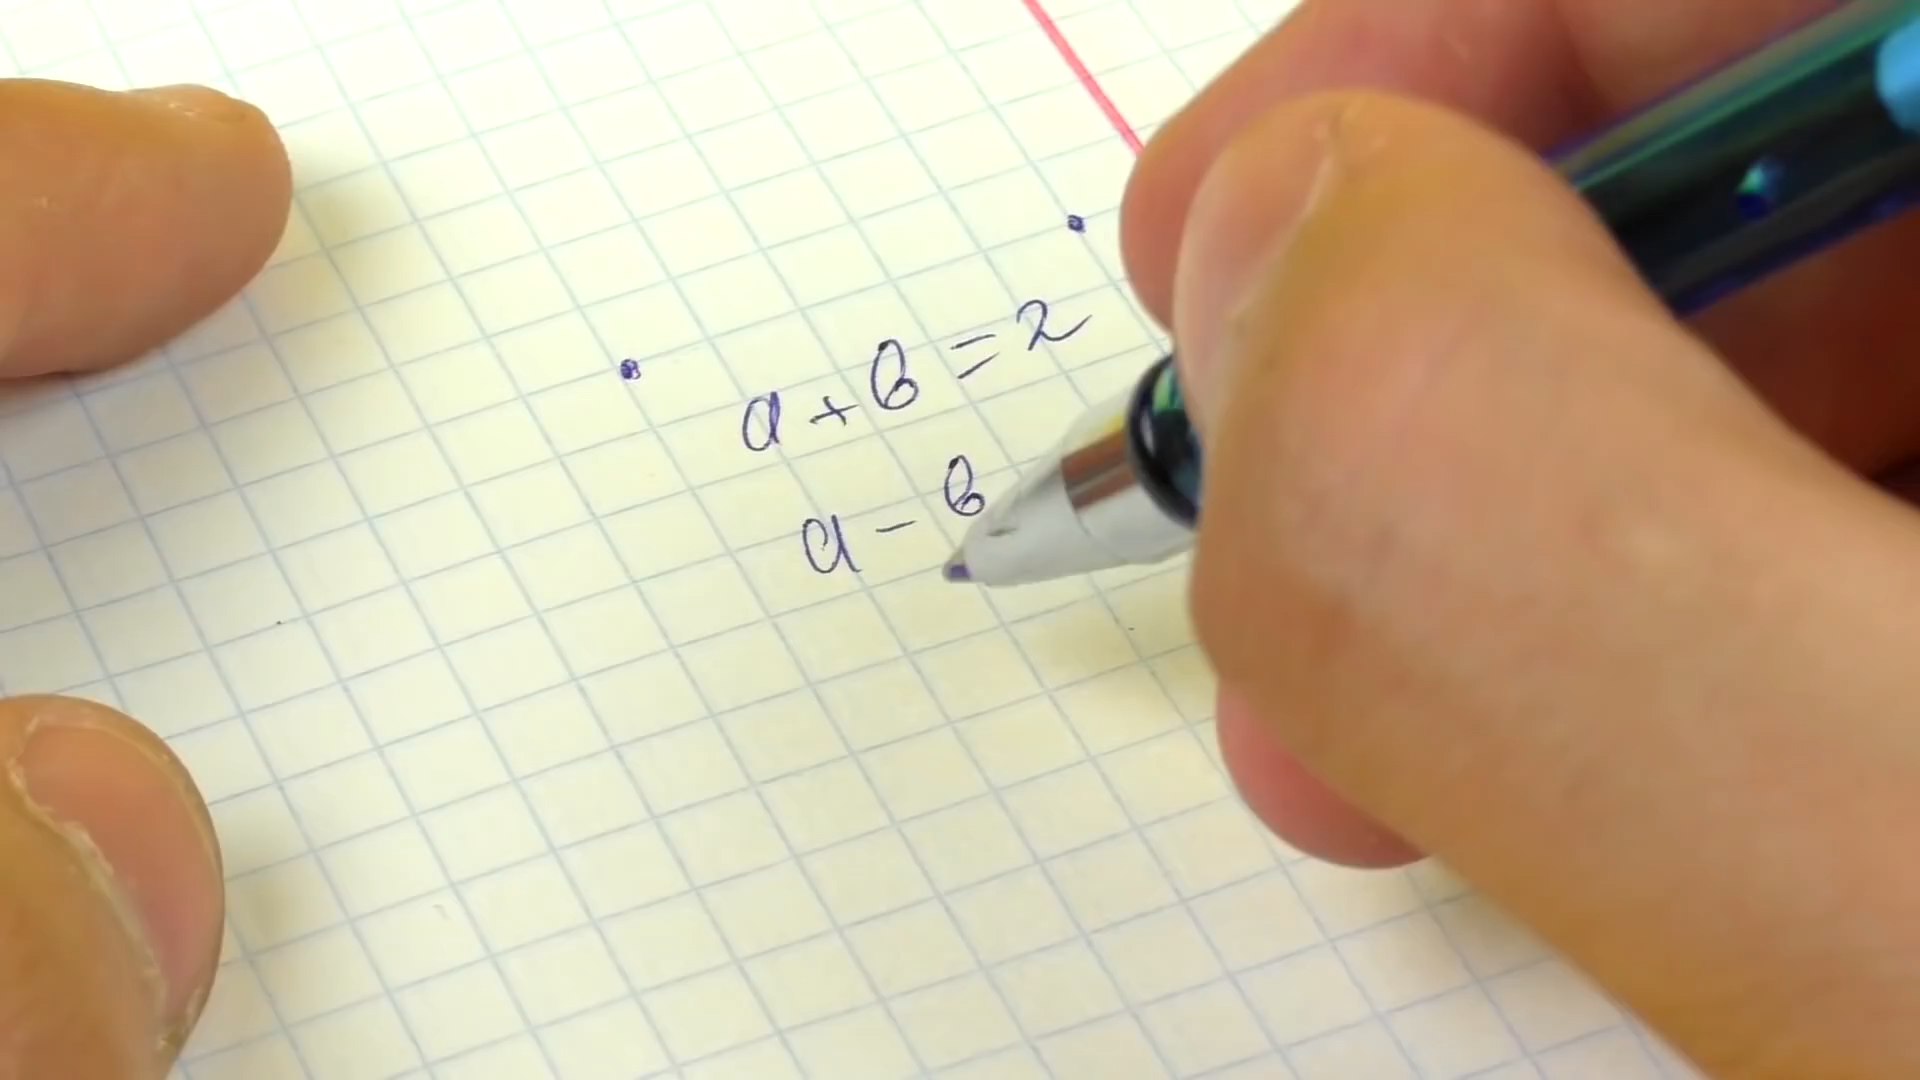 a + b = 2
a - b